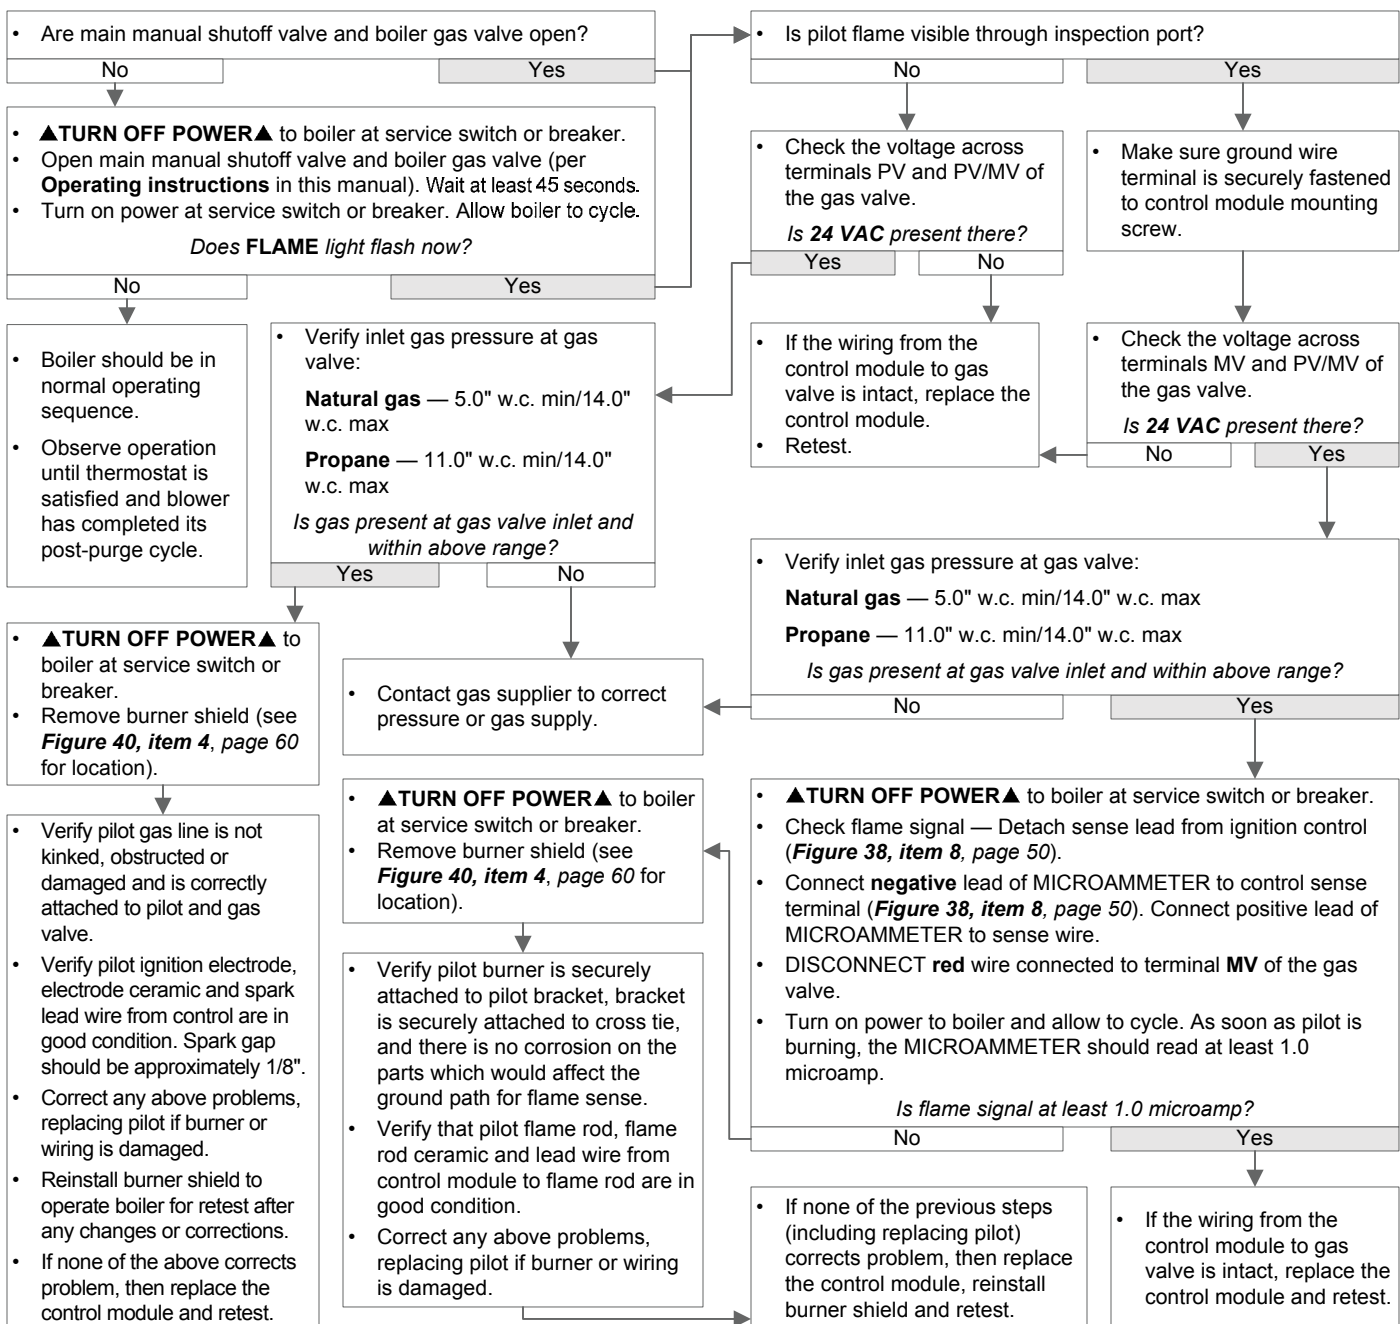 • Are main manual shutoff valve and boiler gas valve open?
No
Yes
• ▲TURN OFF POWER▲ to boiler at service switch or breaker.
• Open main manual shutoff valve and boiler gas valve (per
Operating instructions in this manual). Wait at least 45 seconds.
• Turn on power at service switch or breaker. Allow boiler to cycle.
Does FLAME light flash now?
No
Yes
• Boiler should be in
normal operating
sequence.
• Observe operation
until thermostat is
satisfied and blower
has completed its
post-purge cycle.
• Verify inlet gas pressure at gas
valve:
Natural gas — 5.0" w.c. min/14.0"
w.c. max
Propane — 11.0" w.c. min/14.0"
w.c. max
Is gas present at gas valve inlet and
within above range?
Yes
No
• ▲TURN OFF POWER▲ to
boiler at service switch or
breaker.
• Remove burner shield (see
Figure 40, item 4, page 60
for location).
• Verify pilot gas line is not
kinked, obstructed or
damaged and is correctly
attached to pilot and gas
valve.
• Verify pilot ignition electrode,
electrode ceramic and spark
lead wire from control are in
good condition. Spark gap
should be approximately 1/8".
• Correct any above problems,
replacing pilot if burner or
wiring is damaged.
• Reinstall burner shield to
operate boiler for retest after
any changes or corrections.
• If none of the above corrects
problem, then replace the
control module and retest.
• Contact gas supplier to correct
pressure or gas supply.
• ▲TURN OFF POWER▲ to boiler
at service switch or breaker.
• Remove burner shield (see
Figure 40, item 4, page 60 for
location).
• Verify pilot burner is securely
attached to pilot bracket, bracket
is securely attached to cross tie,
and there is no corrosion on the
parts which would affect the
ground path for flame sense.
• Verify that pilot flame rod, flame
rod ceramic and lead wire from
control module to flame rod are in
good condition.
• Correct any above problems,
replacing pilot if burner or wiring
is damaged.
• Is pilot flame visible through inspection port?
No
Yes
• Check the voltage across
terminals PV and PV/MV of
the gas valve.
Is 24 VAC present there?
Yes
No
• If the wiring from the
control module to gas
valve is intact, replace the
control module.
• Retest.
• Make sure ground wire
terminal is securely fastened
to control module mounting
screw.
• Check the voltage across
terminals MV and PV/MV of
the gas valve.
Is 24 VAC present there?
No
Yes
• Verify inlet gas pressure at gas valve:
Natural gas — 5.0" w.c. min/14.0" w.c. max
Propane — 11.0" w.c. min/14.0" w.c. max
Is gas present at gas valve inlet and within above range?
No
Yes
• ▲TURN OFF POWER▲ to boiler at service switch or breaker.
• Check flame signal — Detach sense lead from ignition control
(Figure 38, item 8, page 50).
• Connect negative lead of MICROAMMETER to control sense
terminal (Figure 38, item 8, page 50). Connect positive lead of
MICROAMMETER to sense wire.
• DISCONNECT red wire connected to terminal MV of the gas
valve.
• Turn on power to boiler and allow to cycle. As soon as pilot is
burning, the MICROAMMETER should read at least 1.0
microamp.
Is flame signal at least 1.0 microamp?
No
Yes
• If none of the previous steps
(including replacing pilot)
corrects problem, then replace
the control module, reinstall
burner shield and retest.
• If the wiring from the
control module to gas
valve is intact, replace the
control module and retest.